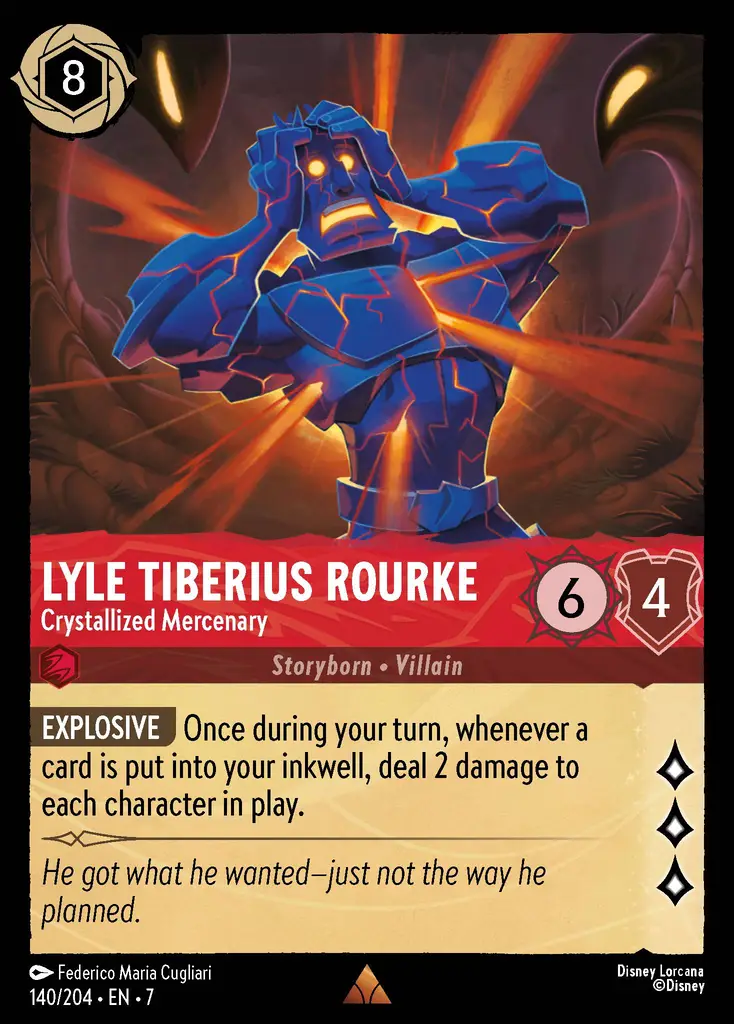 8
LYLE TIBERIUS ROURKE
Crystallized Mercenary
6
4
Storyborn • Villain
EXPLOSIVE Once during your turn, whenever a
card is put into your inkwell, deal 2 damage to
each character in play.
He got what he wanted–just not the way he
planned.
Federico Maria Cugliari
140/204 • EN • 7
Disney Lorcana
©Disney